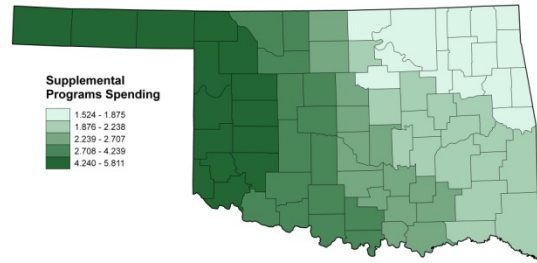 Supplemental
Programs Spending
1.524 - 1.875
1.876 - 2.238
2.239 - 2.707
2.708 - 4.239
4.240 - 5.811